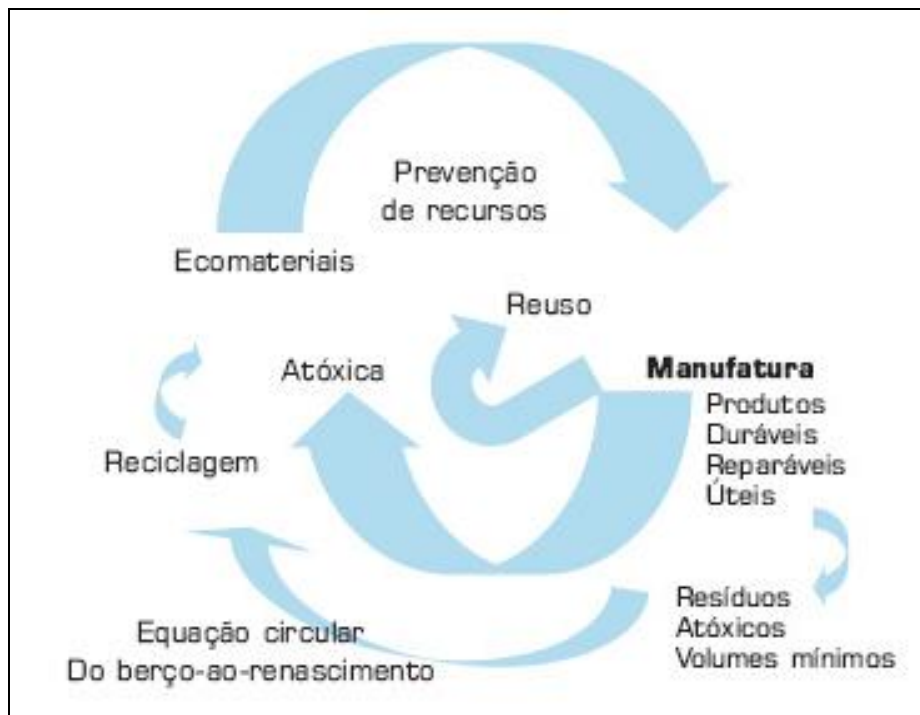 Prevenção
de recursos
Ecomateriais
Reuso
Atóxica
Manufatura
Produtos
Duráveis
Reparáveis
Úteis
Reciclagem
Resíduos
Atóxicos
Volumes mínimos
Equação circular
Do berço-ao-renascimento